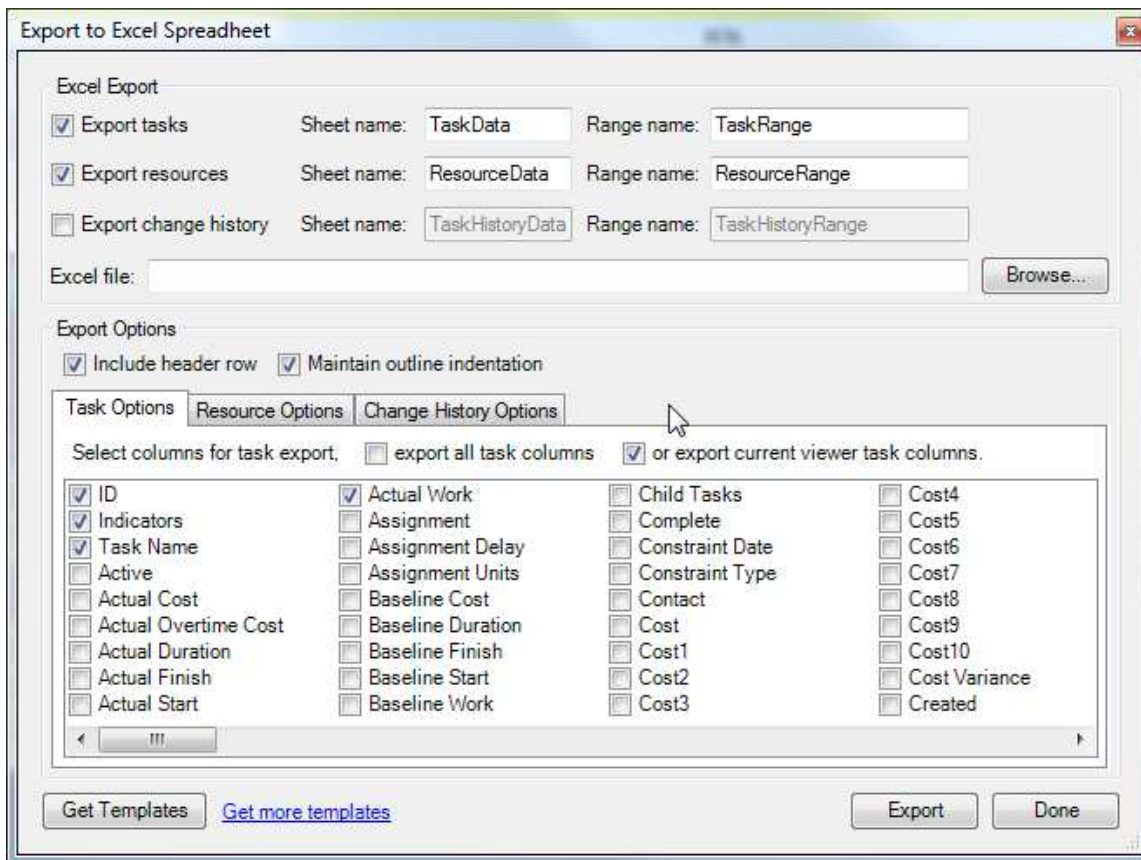 Export to Excel Spreadheet
Excel Export
Export tasks Sheet name: TaskData Range name: TaskRange
Export resources Sheet name: ResourceData Range name: ResourceRange
Export change history Sheet name: TaskHistoryData Range name: TaskHistoryRange
Excel file: Browse...
Export Options
Include header row Maintain outline indentation
Task Options Resource Options Change History Options
Select columns for task export, export all task columns or export current viewer task columns.
ID Actual Work Child Tasks Cost4
Indicators Assignment Complete Cost5
Task Name Assignment Delay Constraint Date Cost6
Active Assignment Units Constraint Type Cost7
Actual Cost Baseline Cost Contact Cost8
Actual Overtime Cost Baseline Duration Cost Cost9
Actual Duration Baseline Finish Cost1 Cost10
Actual Finish Baseline Start Cost2 Cost Variance
Actual Start Baseline Work Cost3 Created
Get Templates Get more templates Export Done